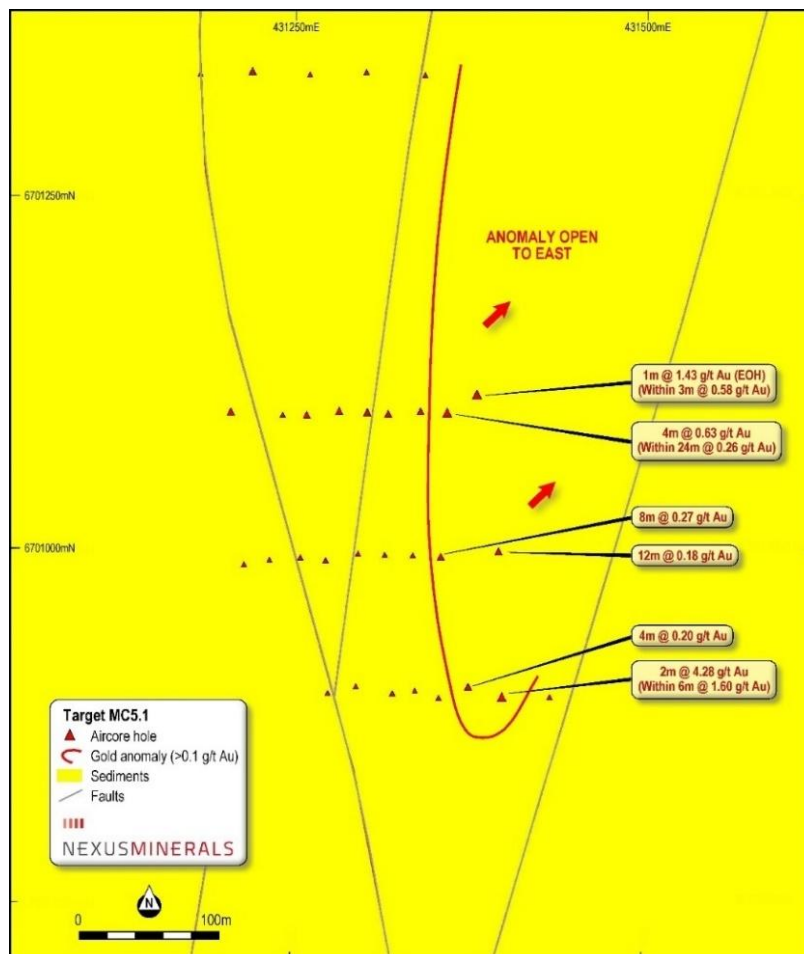 431250mE
431500mE
6701250mN
ANOMALY OPEN
TO EAST
1m @ 1.43 g/t Au (EOH)
(Within 3m @ 0.58 g/t Au)
4m @ 0.63 g/t Au
(Within 24m @ 0.26 g/t Au)
8m @ 0.27 g/t Au
6701000mN
12m @ 0.18 g/t Au
4m @ 0.20 g/t Au
2m @ 4.28 g/t Au
(Within 6m @ 1.60 g/t Au)
Target MC5.1
Aircore hole
Gold anomaly (>0.1 g/t Au)
Sediments
Faults
NEXUSMINERALS
N
0
100m